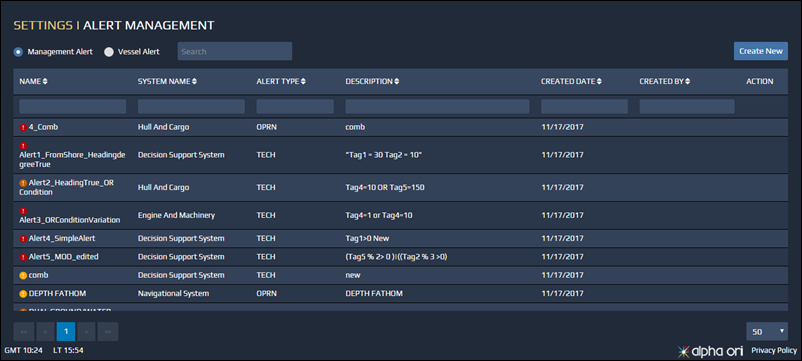 SETTINGS | ALERT MANAGEMENT
Management Alert Vessel Alert Search Create New
NAME SYSTEM NAME ALERT TYPE DESCRIPTION CREATED DATE CREATED BY ACTION
4_Comb Hull And Cargo OPRN comb 11/17/2017
Alert1_FromShore_Headingde
greeTrue Decision Support System TECH "Tag1 = 30 Tag2 = 10" 11/17/2017
Alert2_HeadingTrue_OR
Condition Hull And Cargo TECH Tag4=10 OR Tag5=150 11/17/2017
Alert3_ORConditionVariation Engine And Machinery TECH Tag4=1 or Tag4=10 11/17/2017
Alert4_SimpleAlert Decision Support System TECH Tag1>0 New 11/17/2017
Alert5_MOD_edited Decision Support System TECH (Tag5 % 2> 0 )|((Tag2 % 3 >0) 11/17/2017
comb Decision Support System TECH new 11/17/2017
DEPTH FATHOM Navigational System OPRN DEPTH FATHOM 11/17/2017
1 50
GMT 10:24 LT 15:54 alpha ori Privacy Policy